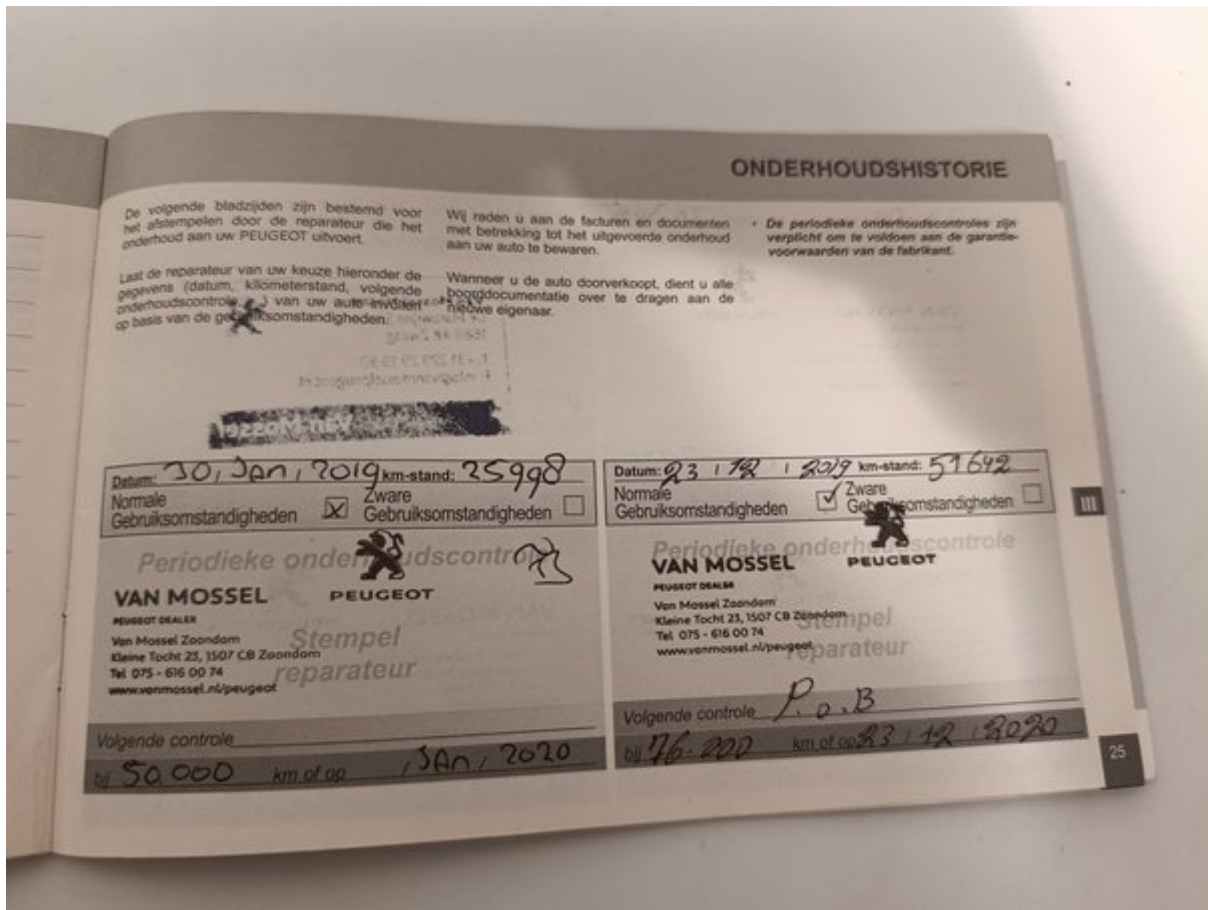 ONDERHOUDSHISTORIE
De volgende bladzijden zijn bestemd voor
het afstempelen door de reparateur die het
onderhoud aan uw PEUGEOT uitvoert.
Laat de reparateur van uw keuze hieronder de
gegevens (datum, kilometerstand, volgende
onderhoudscontrole, ...) van uw auto invullen
op basis van de gebruiksomstandigheden.
Wij raden u aan de facturen en documenten
met betrekking tot het uitgevoerde onderhoud
aan uw auto te bewaren.
Wanneer u de auto doorverkoopt, dient u alle
boorddocumentatie over te dragen aan de
nieuwe eigenaar.
• De periodieke onderhoudscontroles zijn
verplicht om te voldoen aan de garantie-
voorwaarden van de fabrikant.
Van Mossel
Datum: 30, JAN, 2019 km-stand: 25998
Normale
Gebruiksomstandigheden
Zware
Gebruiksomstandigheden
Periodieke onderhoudscontrole
VAN MOSSEL
PEUGEOT DEALER
PEUGEOT
Van Mossel Zaandam
Kleine Tocht 23, 1507 CB Zaandam
Tel 075 - 616 00 74
www.vanmossel.nl/peugeot
Stempel
reparateur
Volgende controle
bij 50.000 km of op , JAN, 2020
Datum: 23 / 12 / 2019 km-stand: 51642
Normale
Gebruiksomstandigheden
Zware
Gebruiksomstandigheden
Periodieke onderhoudscontrole
VAN MOSSEL
PEUGEOT DEALER
PEUGEOT
Van Mossel Zaandam
Kleine Tocht 23, 1507 CB Zaandam
Tel 075 - 616 00 74
www.vanmossel.nl/peugeot
Stempel
reparateur
Volgende controle P.o.B
bij 76.000 km of op 23 / 12 / 2020
III
25